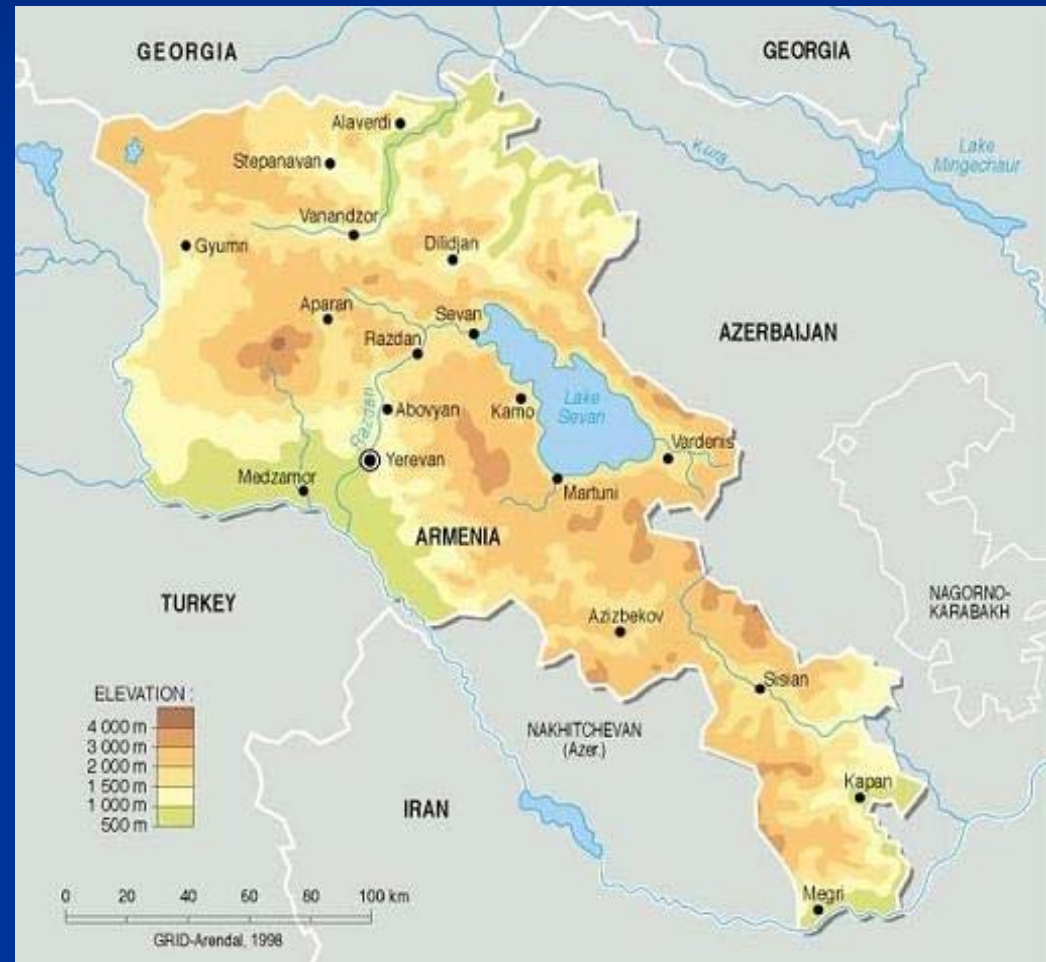 GEORGIA
GEORGIA
Alaverdi
Stepanavan
Kura
Lake
Mingechaur
Vanandzor
Gyumri
Dilidjan
Aparan
Sevan
AZERBAIJAN
Razdan
Lake
Sevan
Kamo
Razdan
Abovyan
Vardenis
Yerevan
Medzamor
Martuni
ARMENIA
TURKEY
NAGORNO-
KARABAKH
Azizbekov
Sisian
ELEVATION :
4 000 m
3 000 m
2 000 m
1 500 m
1 000 m
500 m
NAKHITCHEVAN
(Azer.)
Kapan
IRAN
0 20 40 60 80 100 km
Megri
GRID-Arendal, 1998